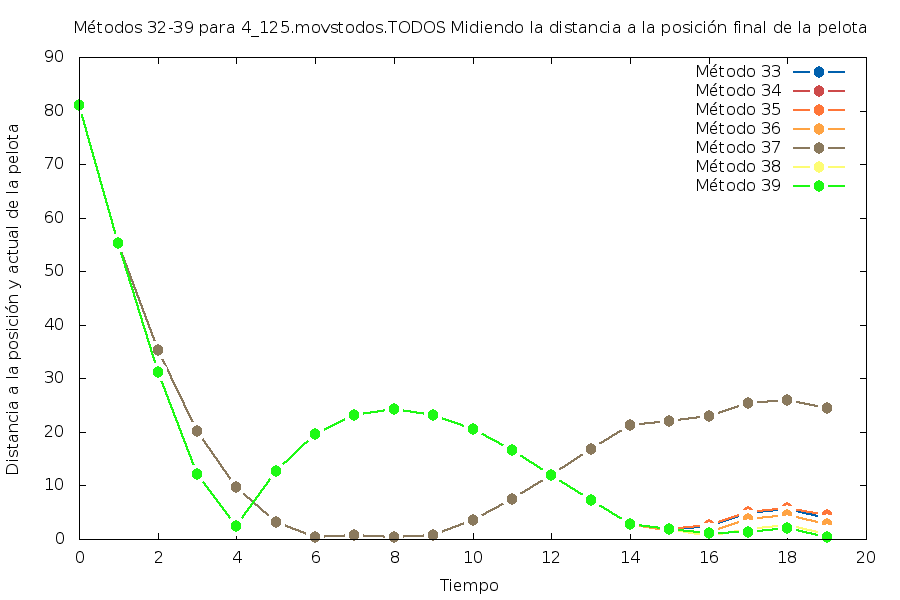 Métodos 32-39 para 4_125.movstodos.TODOS Midiendo la distancia a la posición final de la pelota
Distancia a la posición y actual de la pelota
90
80
70
60
50
40
30
20
10
0
Método 33
Método 34
Método 35
Método 36
Método 37
Método 38
Método 39
0 2 4 6 8 10 12 14 16 18 20
Tiempo